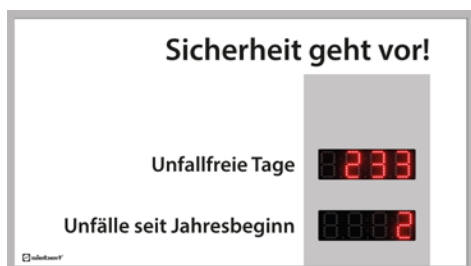 Sicherheit geht vor!
Unfallfreie Tage 233
Unfälle seit Jahresbeginn 2